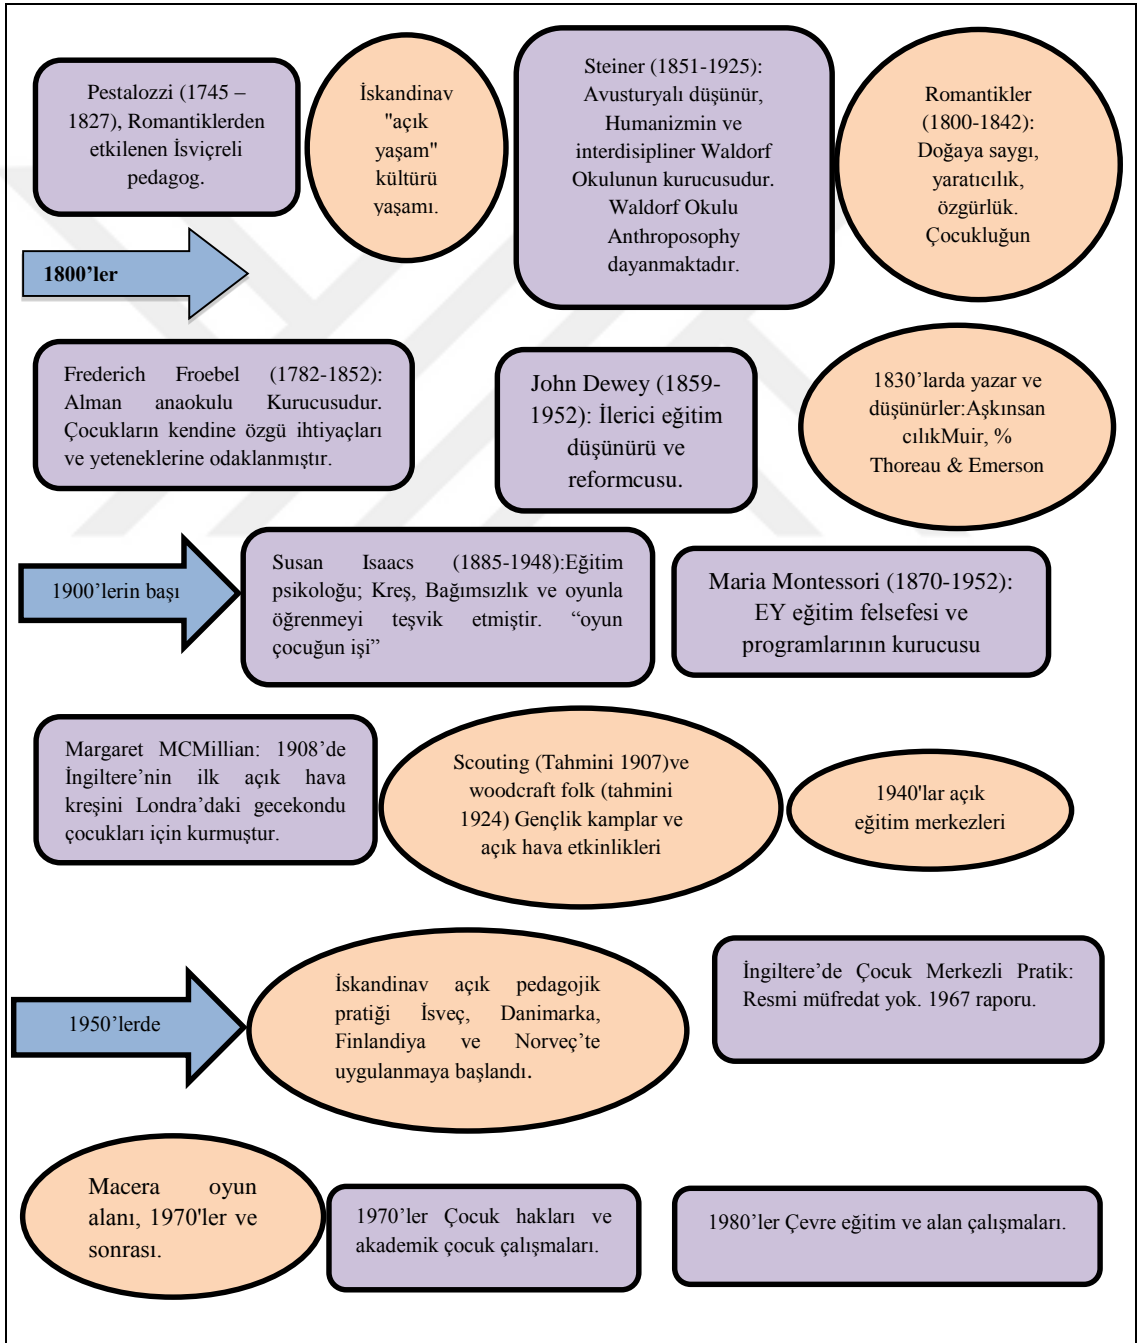 Pestalozzi (1745 –
1827), Romantiklerden
etkilenen İsviçreli
pedagog.
İskandinav
"açık
yaşam"
kültürü
yaşamı.
Steiner (1851-1925):
Avusturyalı düşünür,
Humanizmin ve
interdisipliner Waldorf
Okulunun kurucusudur.
Waldorf Okulu
Anthroposophy
dayanmaktadır.
Romantikler
(1800-1842):
Doğaya saygı,
yaratıcılık,
özgürlük.
Çocukluğun
1800’ler
Frederich Froebel (1782-1852):
Alman anaokulu Kurucusudur.
Çocukların kendine özgü ihtiyaçları
ve yeteneklerine odaklanmıştır.
John Dewey (1859-
1952): İlerici eğitim
düşünürü ve
reformcusu.
1830’larda yazar ve
düşünürler:Aşkınsan
cılıkMuir, %
Thoreau & Emerson
1900’lerin başı
Susan Isaacs (1885-1948):Eğitim
psikoloğu; Kreş, Bağımsızlık ve oyunla
öğrenmeyi teşvik etmiştir. “oyun
çocuğun işi”
Maria Montessori (1870-1952):
EY eğitim felsefesi ve
programlarının kurucusu
Margaret MCMillian: 1908’de
İngiltere’nin ilk açık hava
kreşini Londra’daki gecekondu
çocukları için kurmuştur.
Scouting (Tahmini 1907)ve
woodcraft folk (tahmini
1924) Gençlik kamplar ve
açık hava etkinlikleri
1940'lar açık
eğitim merkezleri
1950’lerde
İskandinav açık pedagojik
pratiği İsveç, Danimarka,
Finlandiya ve Norveç’te
uygulanmaya başlandı.
İngiltere’de Çocuk Merkezli Pratik:
Resmi müfredat yok. 1967 raporu.
Macera oyun
alanı, 1970'ler ve
sonrası.
1970’ler Çocuk hakları ve
akademik çocuk çalışmaları.
1980’ler Çevre eğitim ve alan çalışmaları.